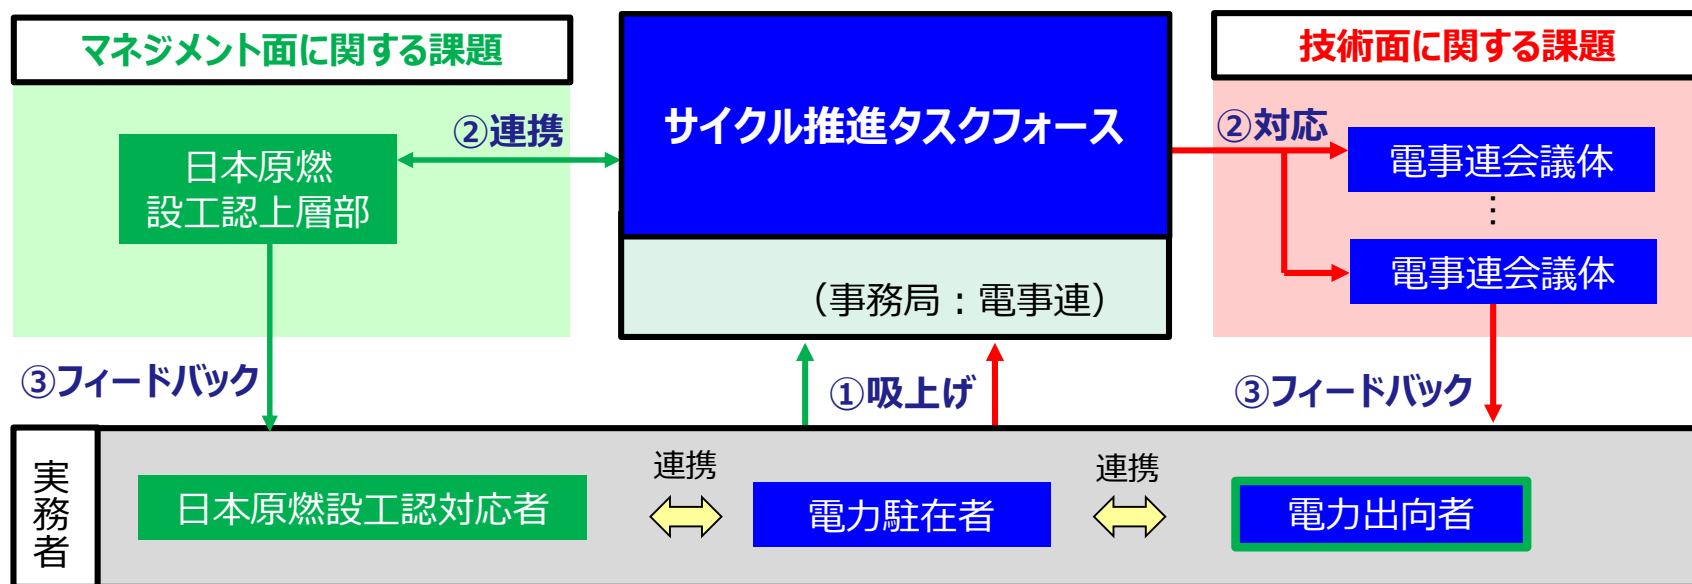 マネジメント面に関する課題
サイクル推進タスクフォース
技術面に関する課題
②連携
日本原燃
設工認上層部
②対応
電事連会議体
⋮
電事連会議体
（事務局：電事連）
③フィードバック
①吸上げ
③フィードバック
実務者
日本原燃設工認対応者
連携
電力駐在者
連携
電力出向者